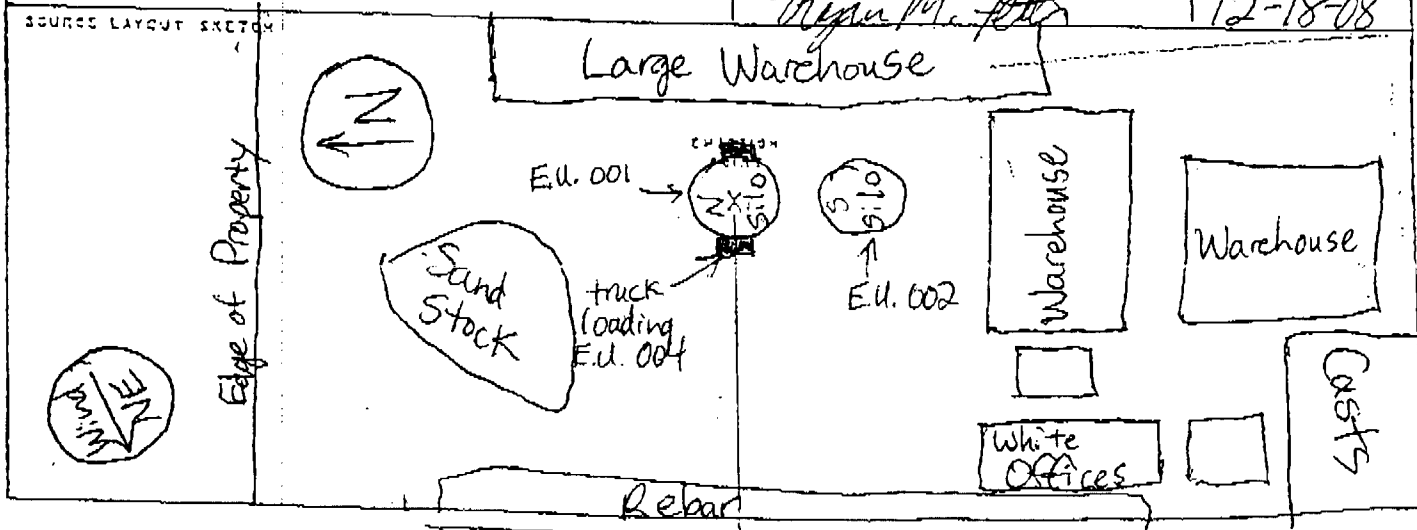 12-18-08
SOURCE LAYOUT SKETCH
Large Warehouse
N
Edge of Property
E.U. 001
N
X
Silo
S
Silo
Warehouse
Warehouse
Sand
Stock
truck
loading
E.U. 004
E.U. 002
Wind
NE
White
Offices
Casts
Rebar